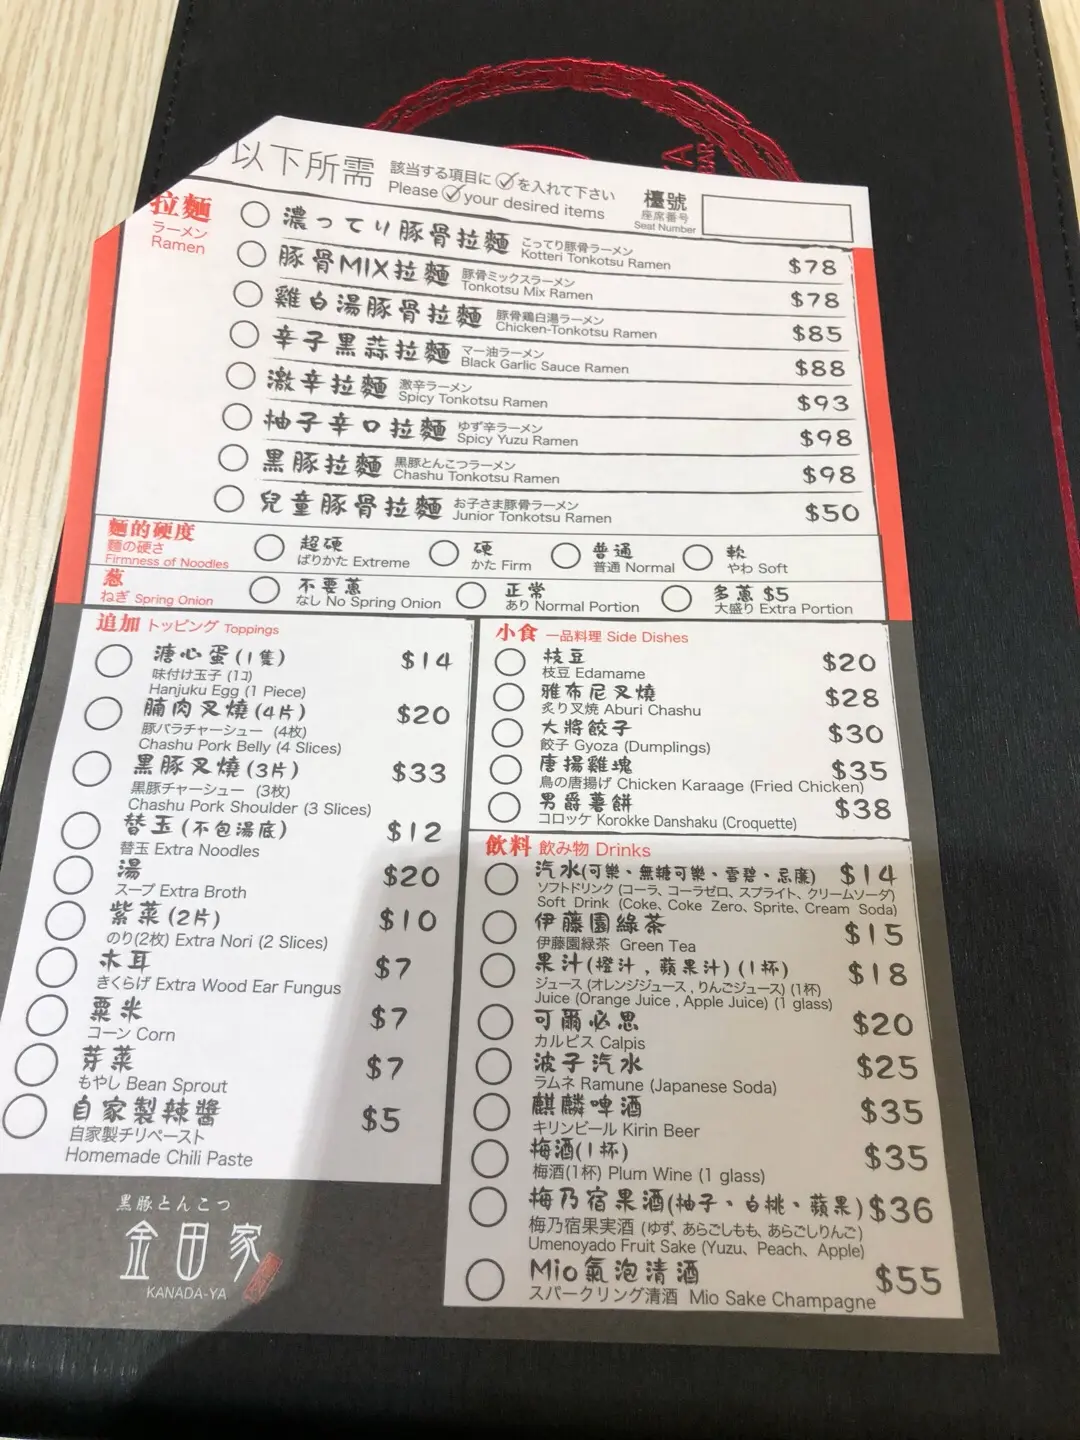 以下所需
該当する項目に を入れて下さい
Please your desired items
檯號
座席番号
Seat Number
拉麵
ラーメン
Ramen
濃ってり豚骨拉麵 こってり豚骨ラーメン $78
Kotteri Tonkotsu Ramen
豚骨MIX拉麵 豚骨ミックスラーメン $78
Tonkotsu Mix Ramen
雞白湯豚骨拉麵 豚骨鶏白湯ラーメン $85
Chicken-Tonkotsu Ramen
辛子黑蒜拉麵 マー油ラーメン $88
Black Garlic Sauce Ramen
激辛拉麵 激辛ラーメン $93
Spicy Tonkotsu Ramen
柚子辛口拉麵 ゆず辛ラーメン $98
Spicy Yuzu Ramen
黑豚拉麵 黒豚とんこつラーメン $98
Chashu Tonkotsu Ramen
兒童豚骨拉麵 お子さま豚骨ラーメン $50
Junior Tonkotsu Ramen
麵的硬度
麵の硬さ
Firmness of Noodles
超硬
ばりかた Extreme
硬
かた Firm
普通
普通 Normal
軟
やわ Soft
葱
ねぎ Spring Onion
不要蔥
なし No Spring Onion
正常
あり Normal Portion
多蔥 $5
大盛り Extra Portion
追加 トッピング Toppings
溏心蛋(1隻) $14
味付け玉子 (1コ)
Hanjuku Egg (1 Piece)
腩肉叉燒(4片) $20
豚バラチャーシュー (4枚)
Chashu Pork Belly (4 Slices)
黑豚叉燒(3片) $33
黒豚チャーシュー (3枚)
Chashu Pork Shoulder (3 Slices)
替玉(不包湯底) $12
替玉 Extra Noodles
湯 $20
スープ Extra Broth
紫菜(2片) $10
のり(2枚) Extra Nori (2 Slices)
木耳 $7
きくらげ Extra Wood Ear Fungus
粟米 $7
コーン Corn
芽菜 $7
もやし Bean Sprout
自家製辣醬 $5
自家製チリペースト
Homemade Chili Paste
小食 一品料理 Side Dishes
枝豆 $20
枝豆 Edamame
雅布尼叉燒 $28
炙り叉焼 Aburi Chashu
大將餃子 $30
餃子 Gyoza (Dumplings)
唐揚雞塊 $35
鳥の唐揚げ Chicken Karaage (Fried Chicken)
男爵薯餅 $38
コロッケ Korokke Danshaku (Croquette)
飲料 飲み物 Drinks
汽水(可樂、無糖可樂、雪碧、忌廉) $14
ソフトドリンク (コーラ、コーラゼロ、スプライト、クリームソーダ)
Soft Drink (Coke、Coke Zero、Sprite、Cream Soda)
伊藤園綠茶 $15
伊藤園緑茶 Green Tea
果汁(橙汁,蘋果汁)(1杯) $18
ジュース (オレンジジュース,りんごジュース) (1杯)
Juice (Orange Juice , Apple Juice) (1 glass)
可爾必思 $20
カルピス Calpis
波子汽水 $25
ラムネ Ramune (Japanese Soda)
麒麟啤酒 $35
キリンビール Kirin Beer
梅酒(1杯) $35
梅酒(1杯) Plum Wine (1 glass)
梅乃宿果酒(柚子、白桃、蘋果) $36
梅乃宿果実酒 (ゆず、あらごしもも、あらごしりんご)
Umenoyado Fruit Sake (Yuzu、Peach、Apple)
Mio氣泡清酒 $55
スパークリング清酒 Mio Sake Champagne
黒豚とんこつ
金田家
KANADA-YA
A
BAR